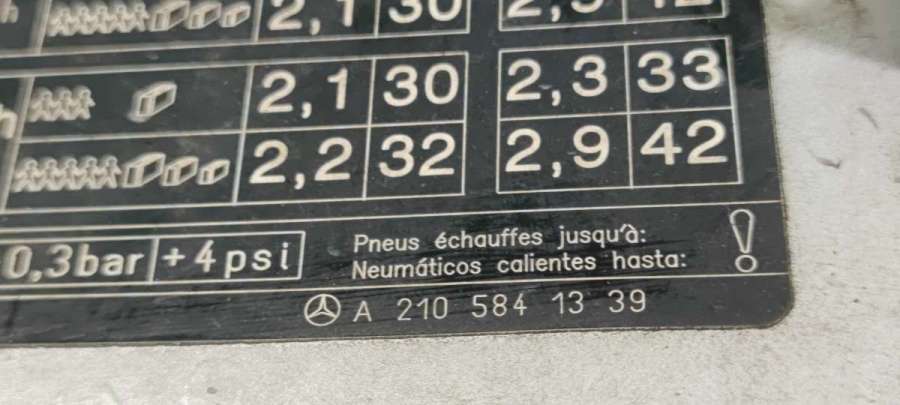 2,1 30
2,1 30 2,3 33
2,2 32 2,9 42
0,3bar +4psi
Pneus échauffes jusqu'à: !
Neumáticos calientes hasta:
A 210 584 13 39